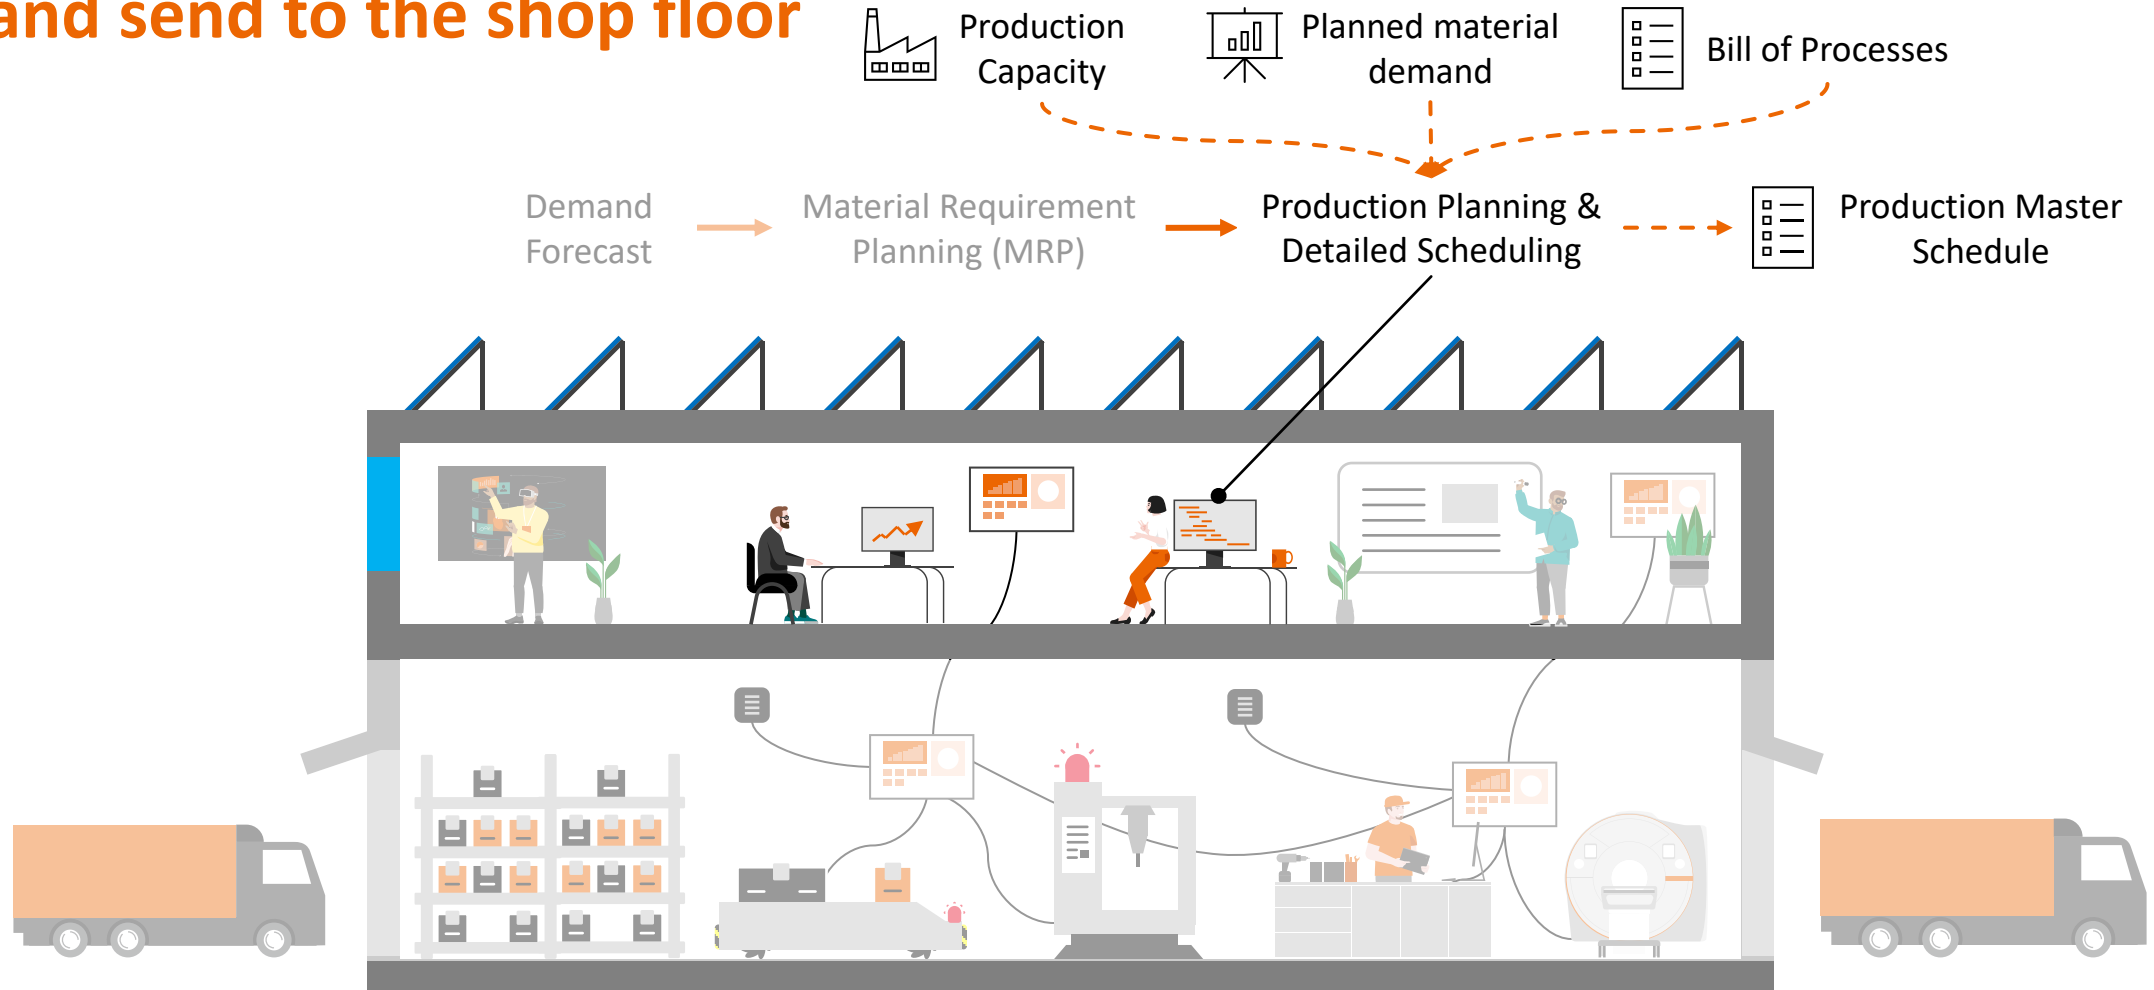 and send to the shop floor
Production
Capacity
Planned material
demand
Bill of Processes
Demand
Forecast
Material Requirement
Planning (MRP)
Production Planning &
Detailed Scheduling
Production Master
Schedule